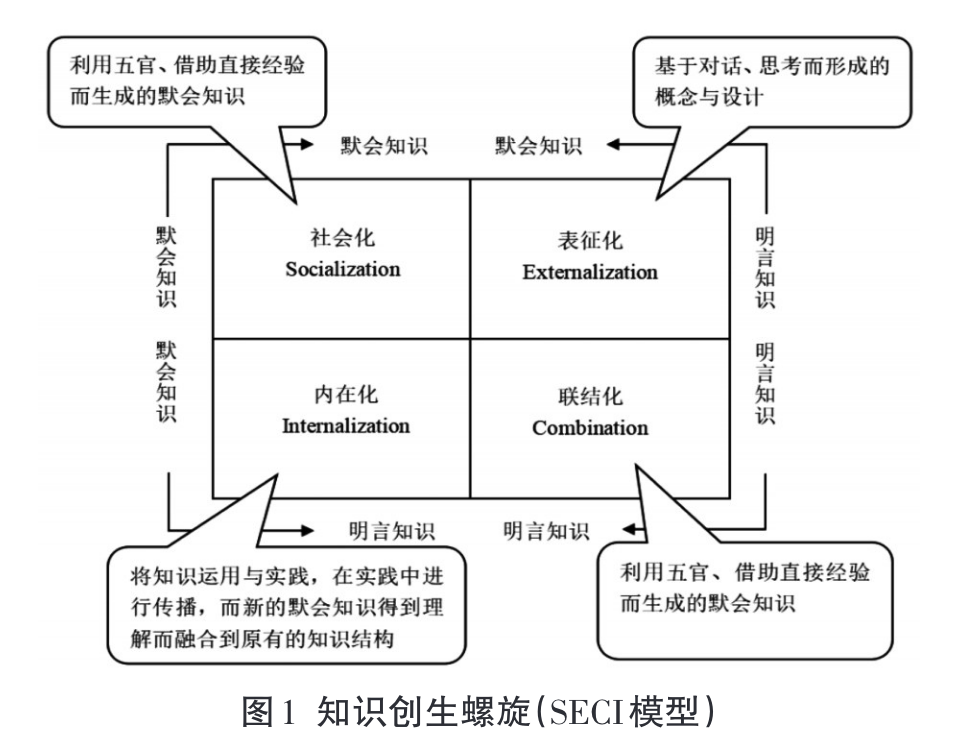 利用五官、借助直接经验
而生成的默会知识
基于对话、思考而形成的
概念与设计
默会知识
默会知识
默会知识
明言知识
社会化
Socialization
表征化
Externalization
默会知识
明言知识
内在化
Internalization
联结化
Combination
明言知识
明言知识
将知识运用与实践，在实践中进
行传播，而新的默会知识得到理
解而融合到原有的知识结构
利用五官、借助直接经验
而生成的默会知识
图1 知识创生螺旋(SECI模型)